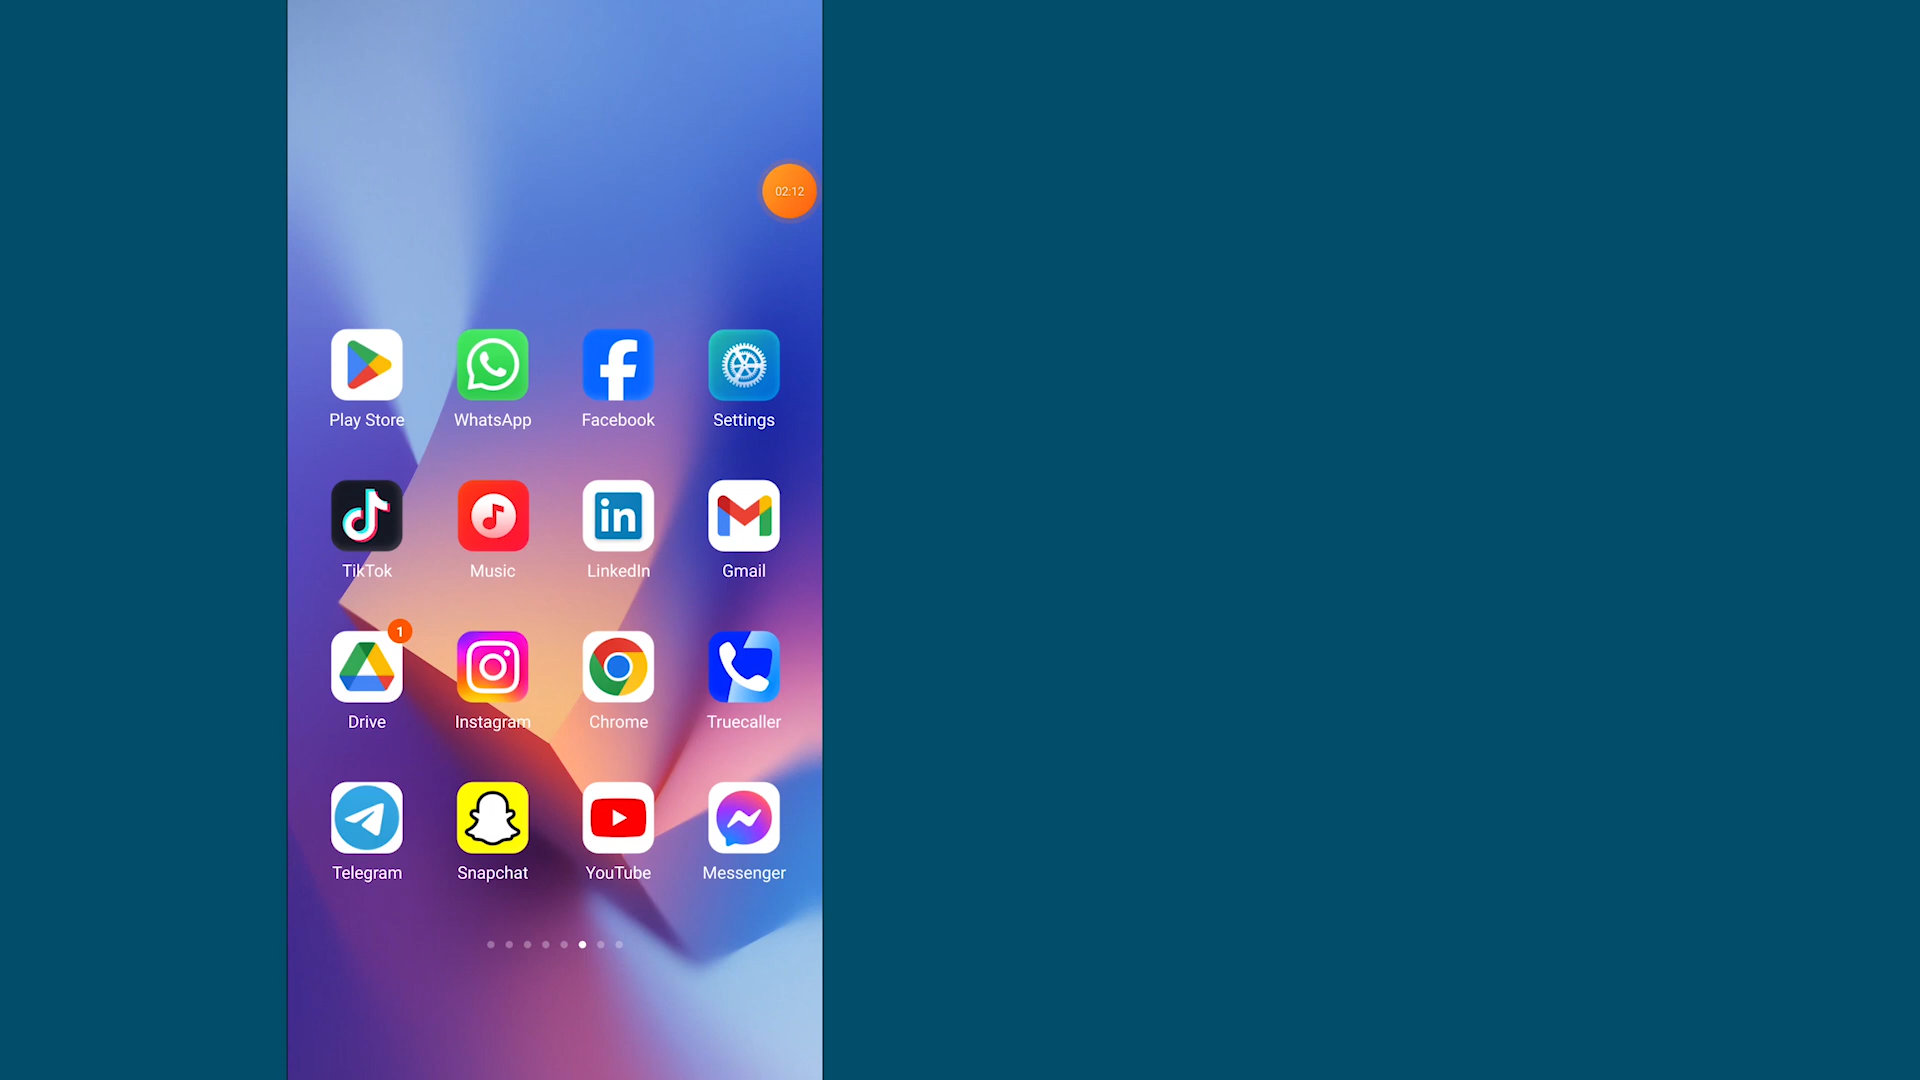 02:12
Play Store WhatsApp Facebook Settings
TikTok Music LinkedIn Gmail
1
in
Drive Instagram Chrome Truecaller
Telegram Snapchat YouTube Messenger